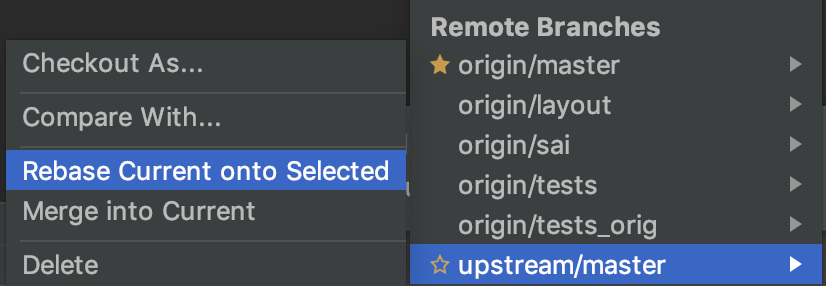 Checkout As...
Compare With...
Rebase Current onto Selected
Merge into Current
Delete
Remote Branches
origin/master
origin/layout
origin/sai
origin/tests
origin/tests_orig
upstream/master